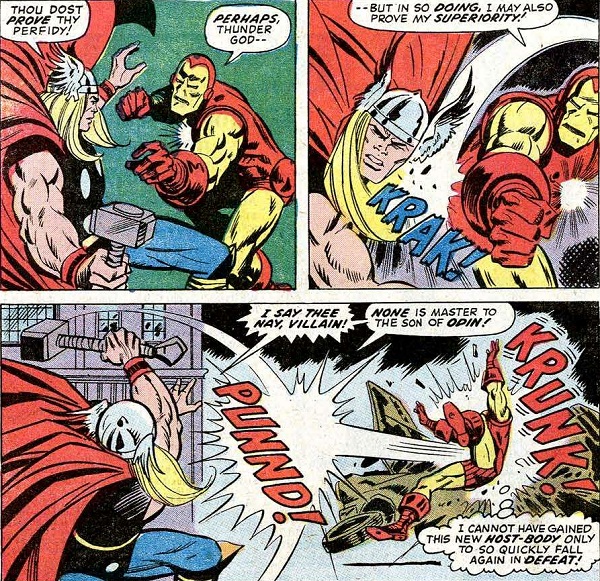 THOU DOST
PROVE THY
PERFIDY!
PERHAPS,
THUNDER
GOD--
--BUT IN SO DOING, I MAY ALSO
PROVE MY SUPERIORITY!
KRAK!
I SAY THEE
NAY, VILLAIN!
NONE IS MASTER TO
THE SON OF ODIN!
PUNND!
KRUNK!
I CANNOT HAVE GAINED
THIS NEW HOST-BODY ONLY
TO SO QUICKLY FALL
AGAIN IN DEFEAT!